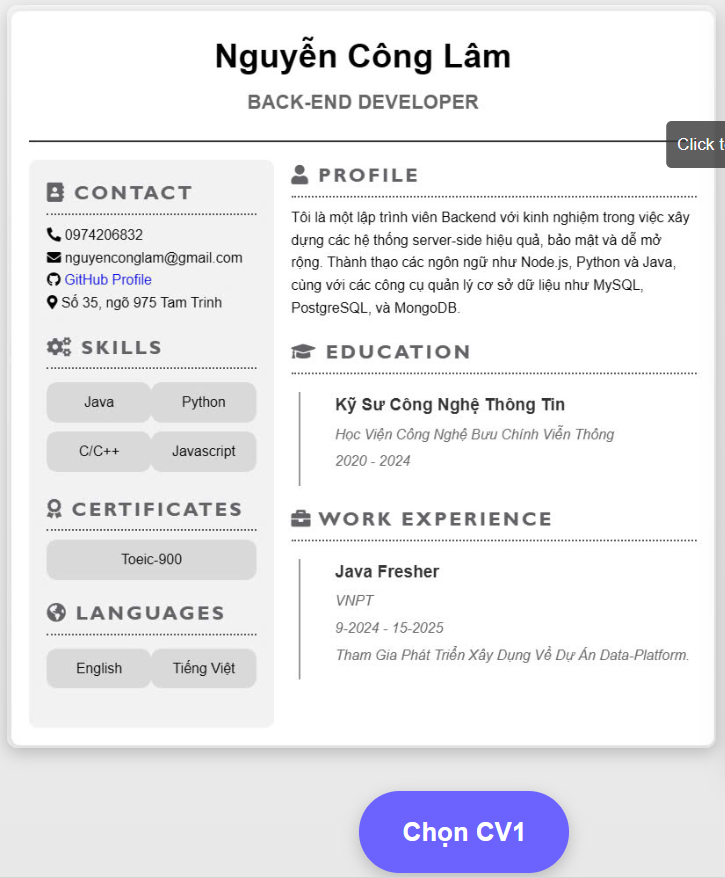 Nguyễn Công Lâm
BACK-END DEVELOPER
Click t
CONTACT
0974206832
nguyenconglam@gmail.com
GitHub Profile
Số 35, ngõ 975 Tam Trinh
SKILLS
Java
Python
C/C++
Javascript
CERTIFICATES
Toeic-900
LANGUAGES
English
Tiếng Việt
PROFILE
Tôi là một lập trình viên Backend với kinh nghiệm trong việc xây
dựng các hệ thống server-side hiệu quả, bảo mật và dễ mở
rộng. Thành thạo các ngôn ngữ như Node.js, Python và Java,
cùng với các công cụ quản lý cơ sở dữ liệu như MySQL,
PostgreSQL, và MongoDB.
EDUCATION
Kỹ Sư Công Nghệ Thông Tin
Học Viện Công Nghệ Bưu Chính Viễn Thông
2020 - 2024
WORK EXPERIENCE
Java Fresher
VNPT
9-2024 - 15-2025
Tham Gia Phát Triển Xây Dụng Về Dự Án Data-Platform.
Chọn CV1